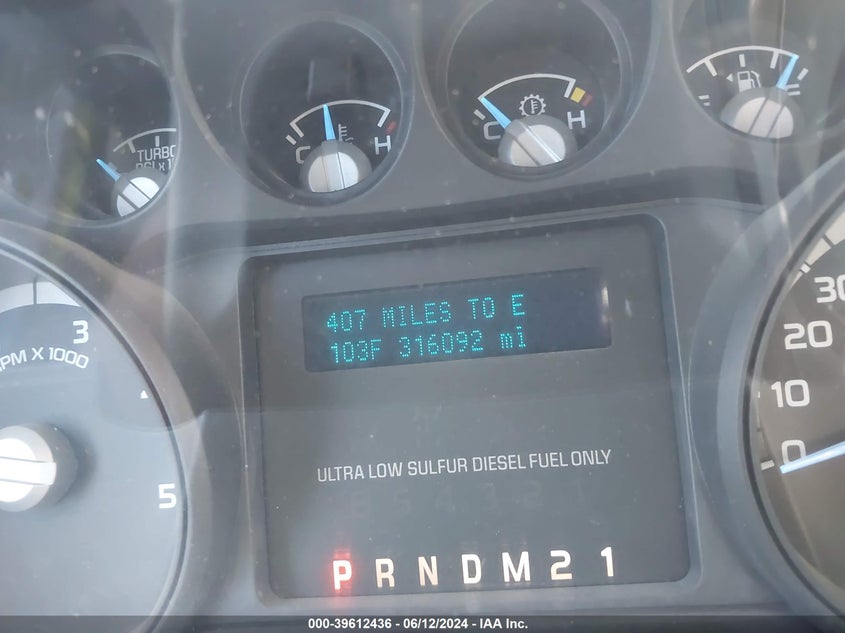 TURBO
C H
C H
407 MILES TO E
103F 316092 mi
3
RPM X 1000
5
30
20
10
0
ULTRA LOW SULFUR DIESEL FUEL ONLY
P R N D M 2 1
000-39612436 - 06/12/2024 - IAA Inc.